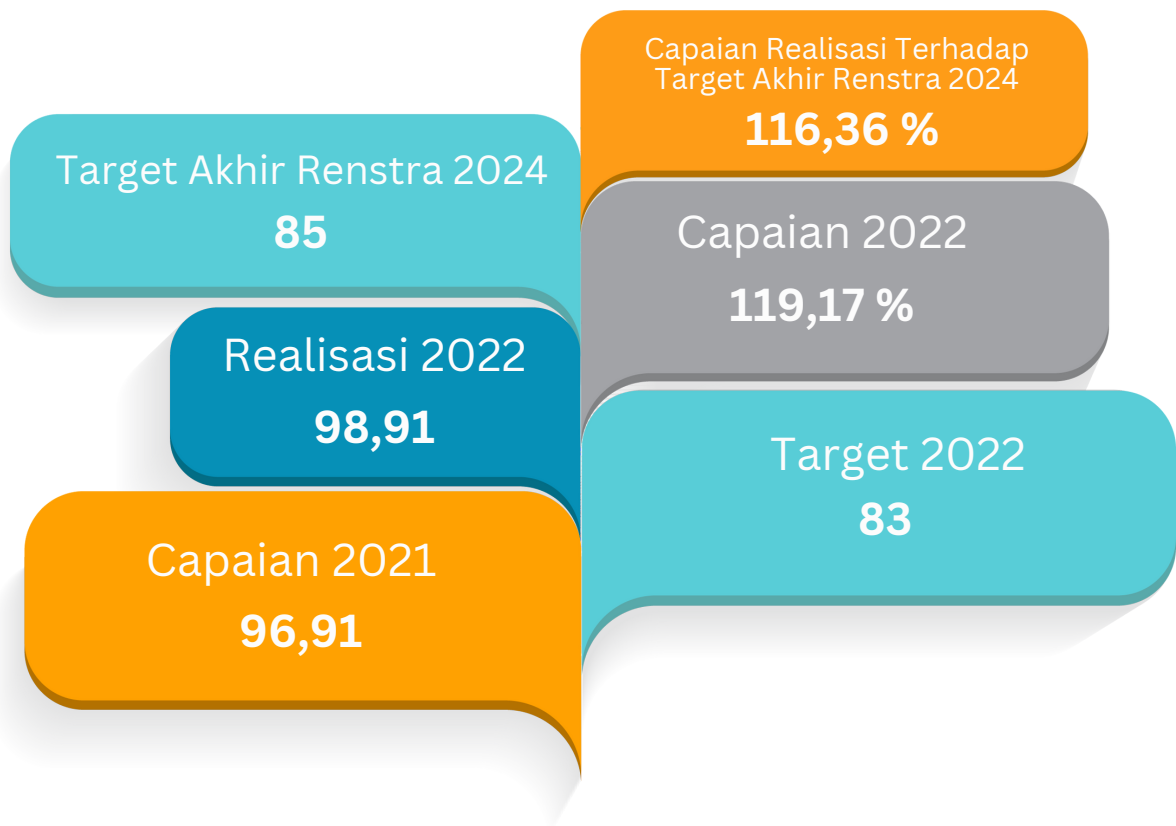 Capaian Realisasi Terhadap
Target Akhir Renstra 2024
116,36 %
Target Akhir Renstra 2024
85
Capaian 2022
119,17 %
Realisasi 2022
98,91
Target 2022
83
Capaian 2021
96,91